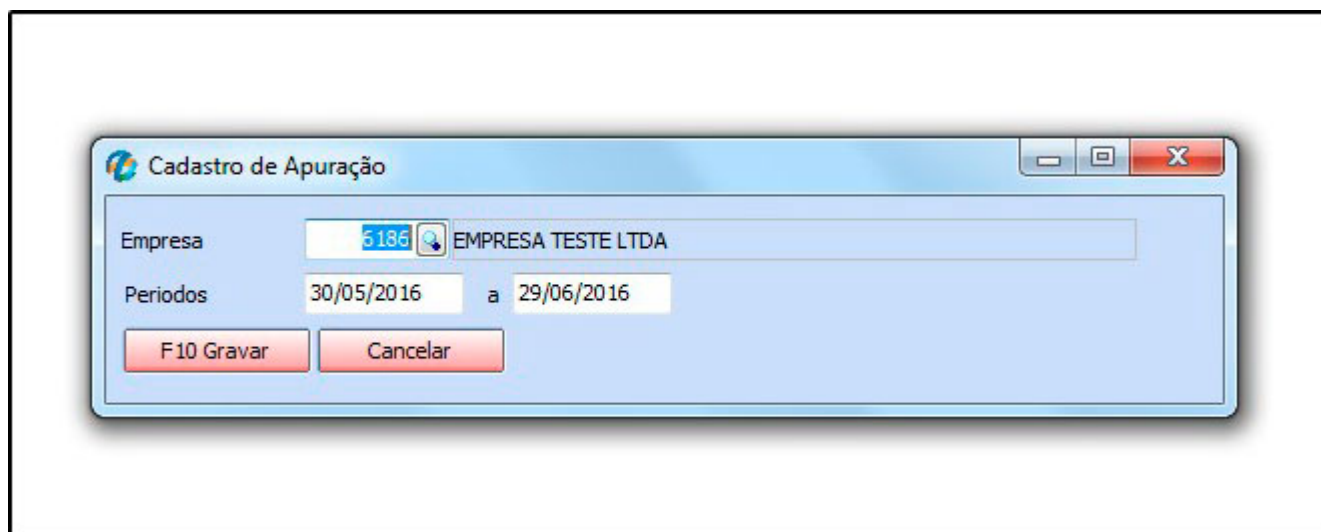 Cadastro de Apuração
Empresa 6186 EMPRESA TESTE LTDA
Periodos 30/05/2016 a 29/06/2016
F10 Gravar Cancelar